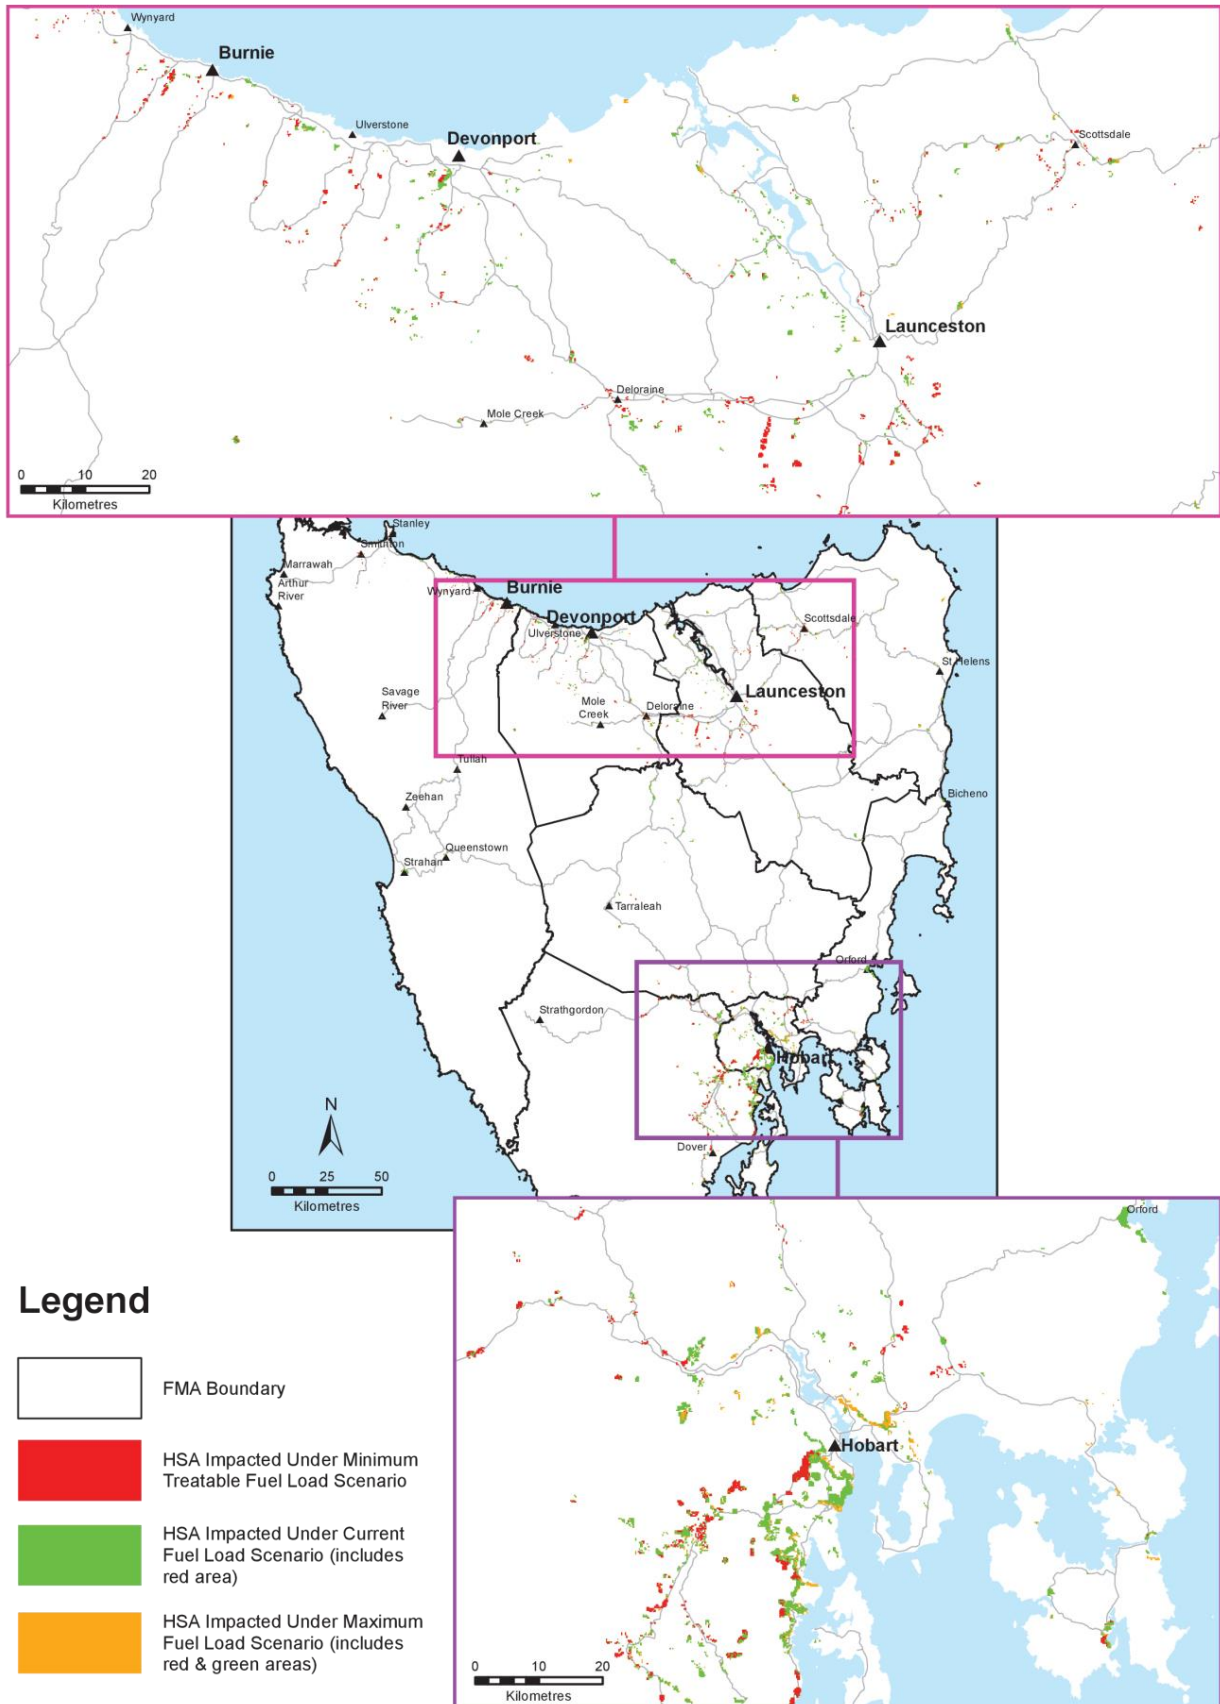 Wynyard
Burnie
Ulverstone
Devonport
Scottsdale
Launceston
Deloraine
Mole Creek
0 10 20
Kilometres
Stanley
Smithton
Marrawah
Arthur
River
Wynyard
Burnie
Devonport
Ulverstone
Scottsdale
St Helens
Launceston
Savage
River
Mole
Creek
Deloraine
Tullah
Zeehan
Bicheno
Queenstown
Strahan
Tarraleah
Orford
Strathgordon
Hobart
N
Dover
0 25 50
Kilometres
Orford
Hobart
0 10 20
Kilometres
Legend
FMA Boundary
HSA Impacted Under Minimum
Treatable Fuel Load Scenario
HSA Impacted Under Current
Fuel Load Scenario (includes
red area)
HSA Impacted Under Maximum
Fuel Load Scenario (includes
red & green areas)